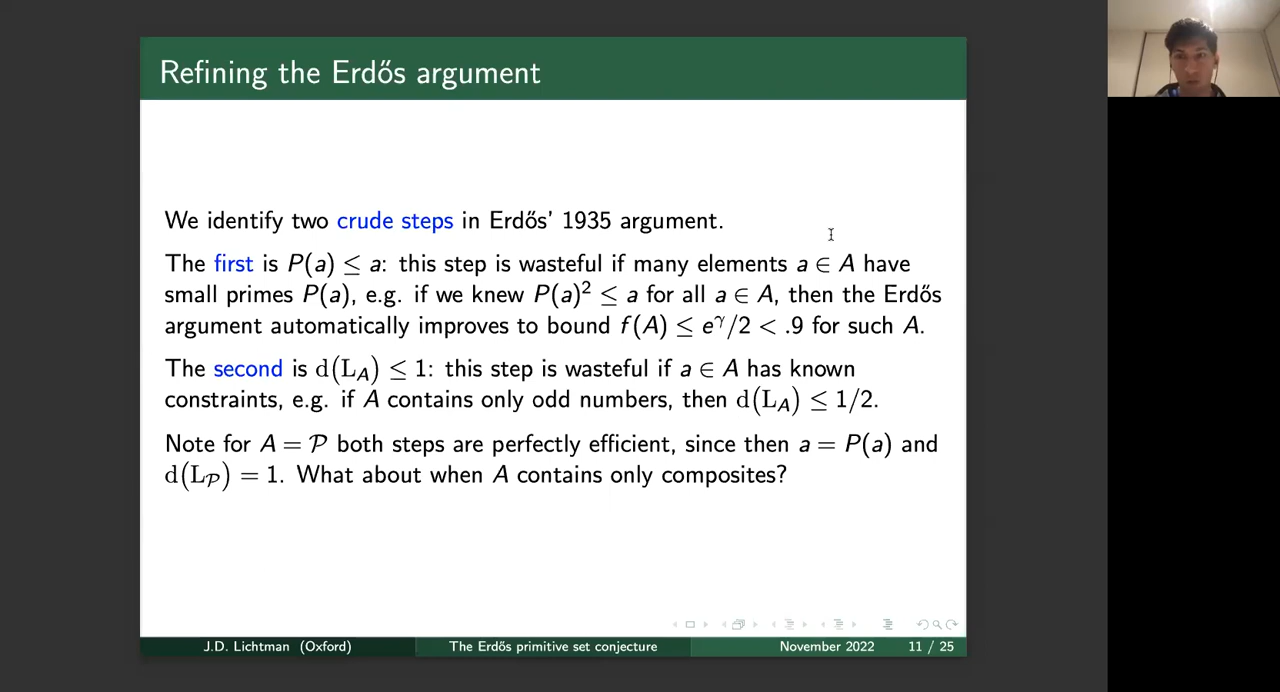 Refining the Erdős argument
We identify two crude steps in Erdős' 1935 argument.
The first is P(a) ≤ a: this step is wasteful if many elements a ∈ A have
small primes P(a), e.g. if we knew P(a)² ≤ a for all a ∈ A, then the Erdős
argument automatically improves to bound f(A) ≤ e^γ/2 < .9 for such A.
The second is d(L_A) ≤ 1: this step is wasteful if a ∈ A has known
constraints, e.g. if A contains only odd numbers, then d(L_A) ≤ 1/2.
Note for A = 𝒫 both steps are perfectly efficient, since then a = P(a) and
d(L_𝒫) = 1. What about when A contains only composites?
J.D. Lichtman (Oxford) The Erdős primitive set conjecture November 2022 11 / 25